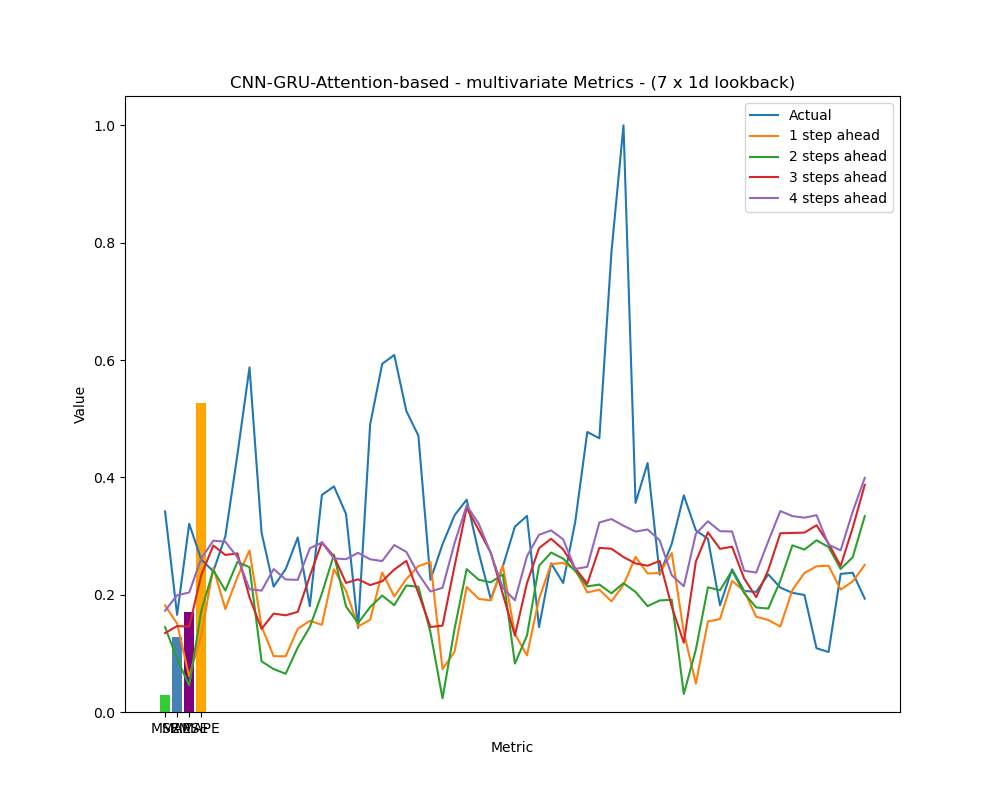 CNN-GRU-Attention-based - multivariate Metrics - (7 x 1d lookback)
Actual
1 step ahead
2 steps ahead
3 steps ahead
4 steps ahead
1.0
0.8
0.6
0.4
0.2
0.0
Value
Metric